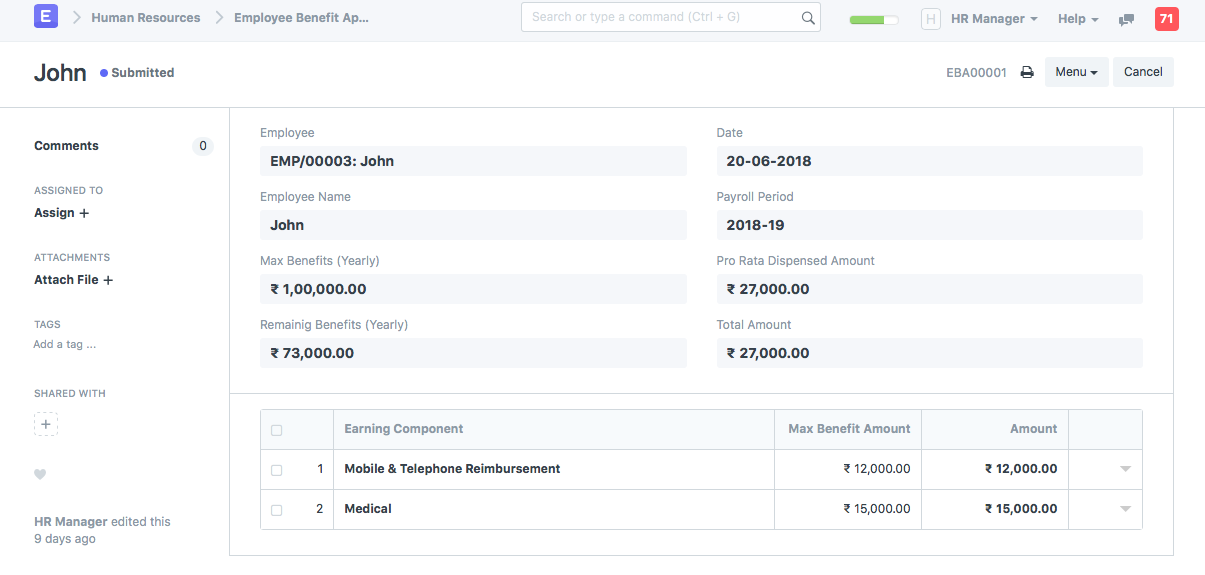 E Human Resources Employee Benefit Ap... Search or type a command (Ctrl + G) H HR Manager Help 71
John Submitted EBA00001 Menu Cancel
Comments 0
ASSIGNED TO
Assign +
ATTACHMENTS
Attach File +
TAGS
Add a tag ...
SHARED WITH
+
HR Manager edited this
9 days ago
Employee
EMP/00003: John
Employee Name
John
Max Benefits (Yearly)
₹ 1,00,000.00
Remainig Benefits (Yearly)
₹ 73,000.00
Date
20-06-2018
Payroll Period
2018-19
Pro Rata Dispensed Amount
₹ 27,000.00
Total Amount
₹ 27,000.00
Earning Component Max Benefit Amount Amount
1 Mobile & Telephone Reimbursement ₹ 12,000.00 ₹ 12,000.00
2 Medical ₹ 15,000.00 ₹ 15,000.00